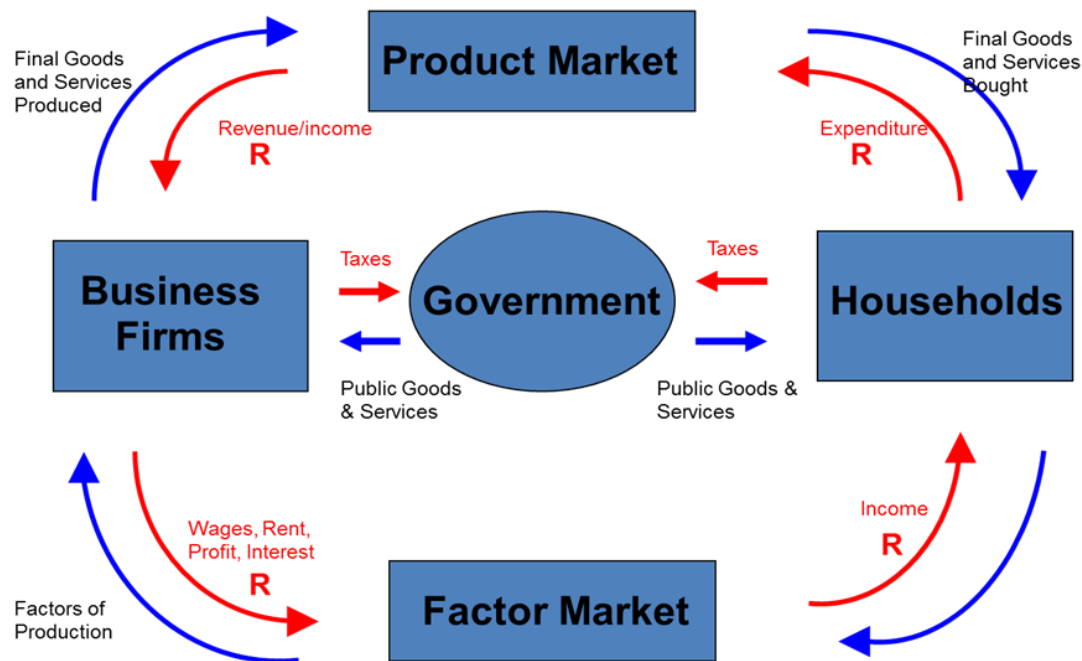 Product Market
Final Goods
and Services
Produced
Final Goods
and Services
Bought
Revenue/income
R
Expenditure
R
Business
Firms
Taxes
Government
Taxes
Households
Public Goods
& Services
Public Goods &
Services
Wages, Rent,
Profit, Interest
R
Income
R
Factors of
Production
Factor Market